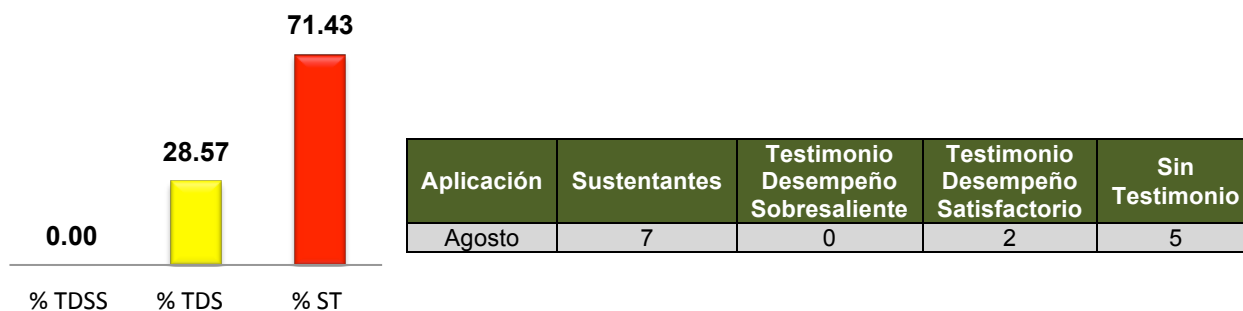 71.43
28.57
0.00
% TDSS % TDS % ST
Aplicación Sustentantes Testimonio Desempeño Sobresaliente Testimonio Desempeño Satisfactorio Sin Testimonio
Agosto 7 0 2 5